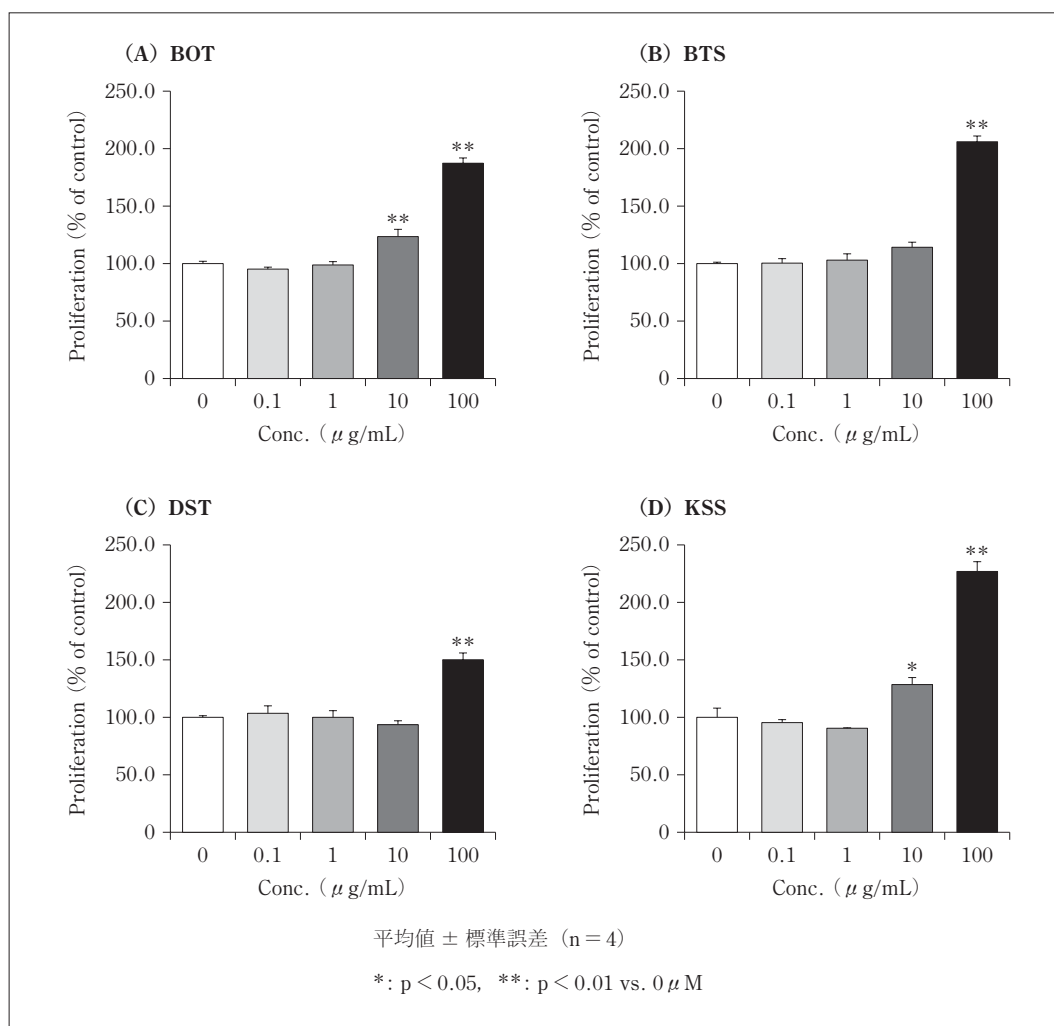 (A) BOT
250.0
200.0
150.0
100.0
50.0
0
Proliferation (% of control)
**
**
0 0.1 1 10 100
Conc. (μg/mL)
(B) BTS
250.0
200.0
150.0
100.0
50.0
0
Proliferation (% of control)
**
0 0.1 1 10 100
Conc. (μg/mL)
(C) DST
250.0
200.0
150.0
100.0
50.0
0
Proliferation (% of control)
**
0 0.1 1 10 100
Conc. (μg/mL)
(D) KSS
250.0
200.0
150.0
100.0
50.0
0
Proliferation (% of control)
**
*
0 0.1 1 10 100
Conc. (μg/mL)
平均値 ± 標準誤差 (n = 4)
*: p < 0.05, **: p < 0.01 vs. 0 μM